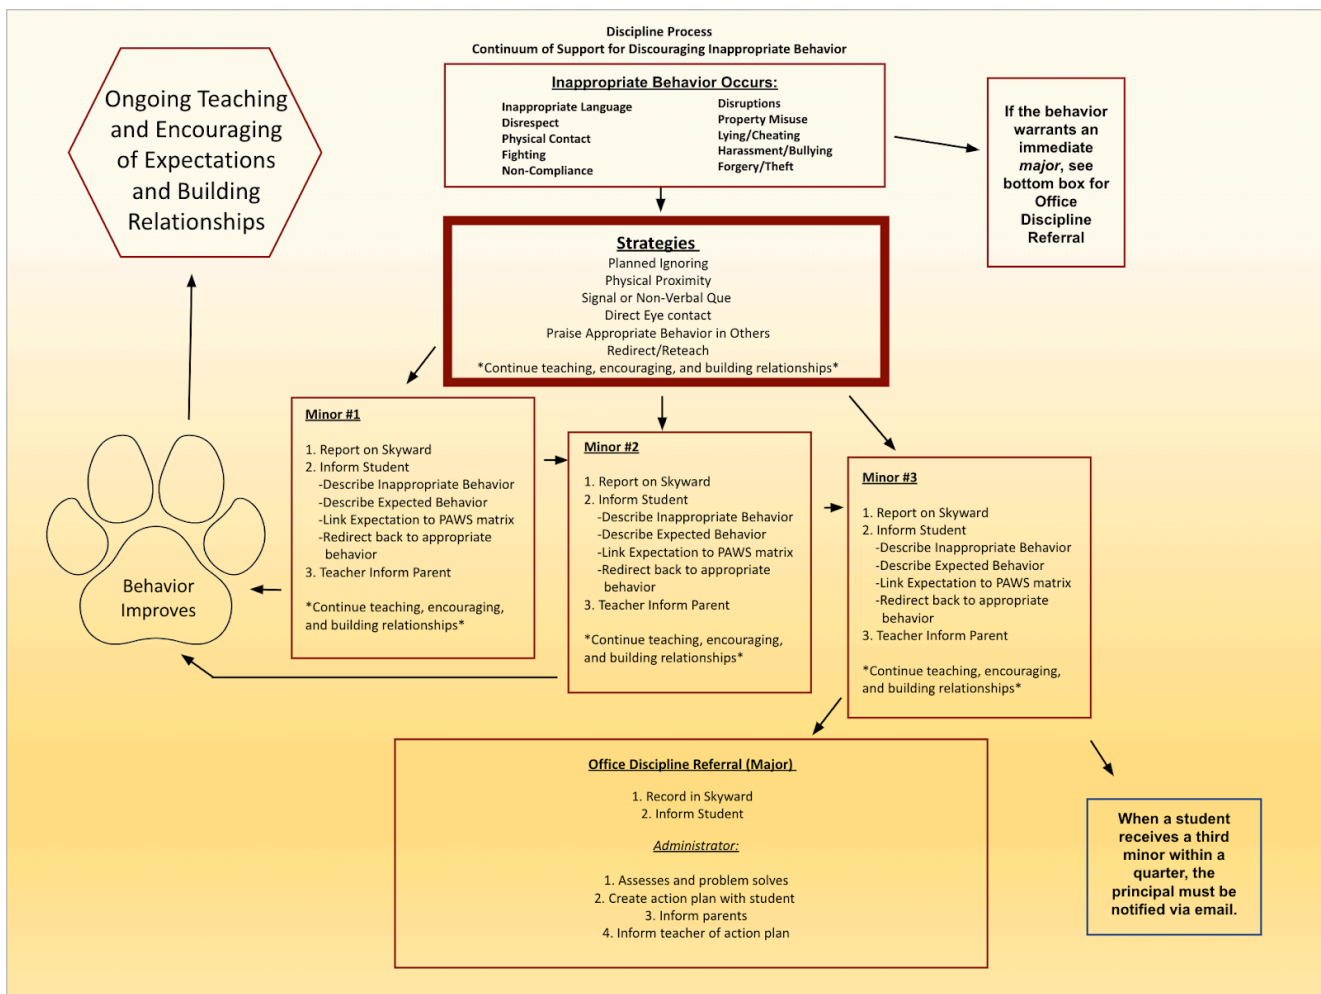 Discipline Process
Continuum of Support for Discouraging Inappropriate Behavior
Ongoing Teaching
and Encouraging
of Expectations
and Building
Relationships
Inappropriate Behavior Occurs:
Inappropriate Language
Disrespect
Physical Contact
Fighting
Non-Compliance
Disruptions
Property Misuse
Lying/Cheating
Harassment/Bullying
Forgery/Theft
If the behavior
warrants an
immediate
major, see
bottom box for
Office
Discipline
Referral
Strategies
Planned Ignoring
Physical Proximity
Signal or Non-Verbal Que
Direct Eye contact
Praise Appropriate Behavior in Others
Redirect/Reteach
*Continue teaching, encouraging, and building relationships*
Minor #1
1. Report on Skyward
2. Inform Student
-Describe Inappropriate Behavior
-Describe Expected Behavior
-Link Expectation to PAWS matrix
-Redirect back to appropriate
behavior
3. Teacher Inform Parent
*Continue teaching, encouraging,
and building relationships*
Minor #2
1. Report on Skyward
2. Inform Student
-Describe Inappropriate Behavior
-Describe Expected Behavior
-Link Expectation to PAWS matrix
-Redirect back to appropriate
behavior
3. Teacher Inform Parent
*Continue teaching, encouraging,
and building relationships*
Minor #3
1. Report on Skyward
2. Inform Student
-Describe Inappropriate Behavior
-Describe Expected Behavior
-Link Expectation to PAWS matrix
-Redirect back to appropriate
behavior
3. Teacher Inform Parent
*Continue teaching, encouraging,
and building relationships*
Behavior
Improves
Office Discipline Referral (Major)
1. Record in Skyward
2. Inform Student
Administrator:
1. Assesses and problem solves
2. Create action plan with student
3. Inform parents
4. Inform teacher of action plan
When a student
receives a third
minor within a
quarter, the
principal must be
notified via email.